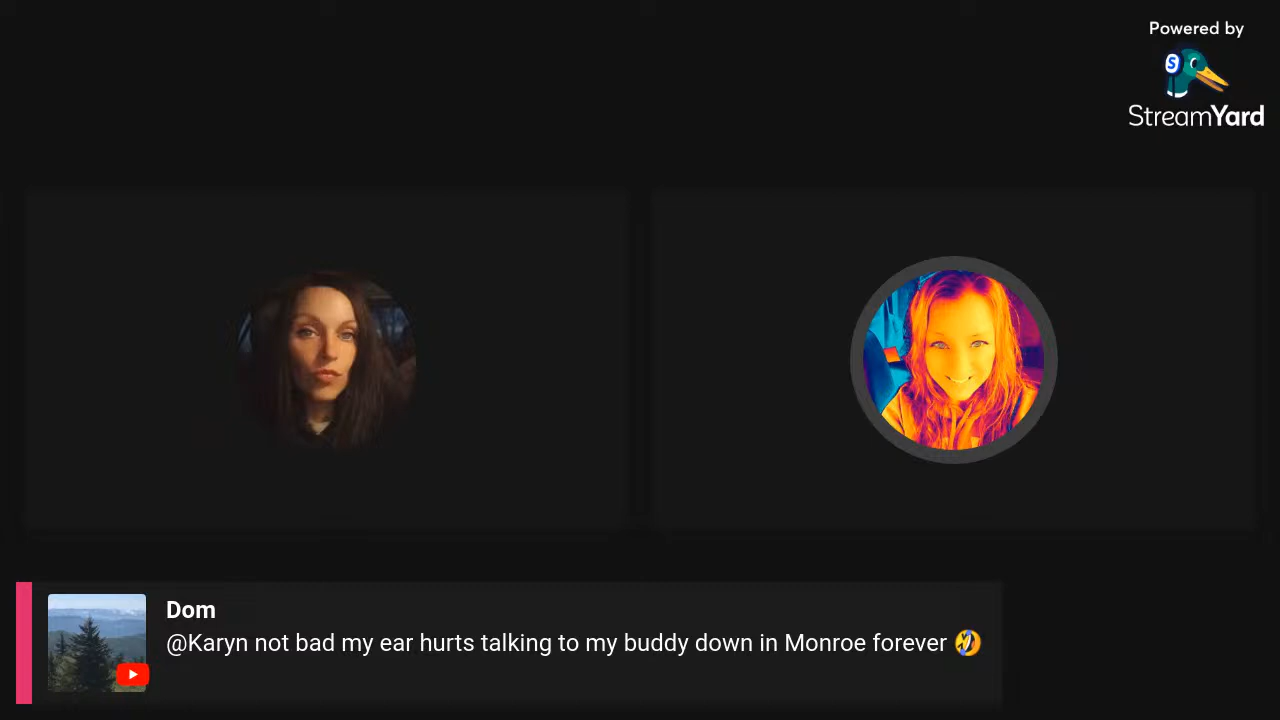 Powered by
S
StreamYard
Dom
@Karyn not bad my ear hurts talking to my buddy down in Monroe forever 🤣